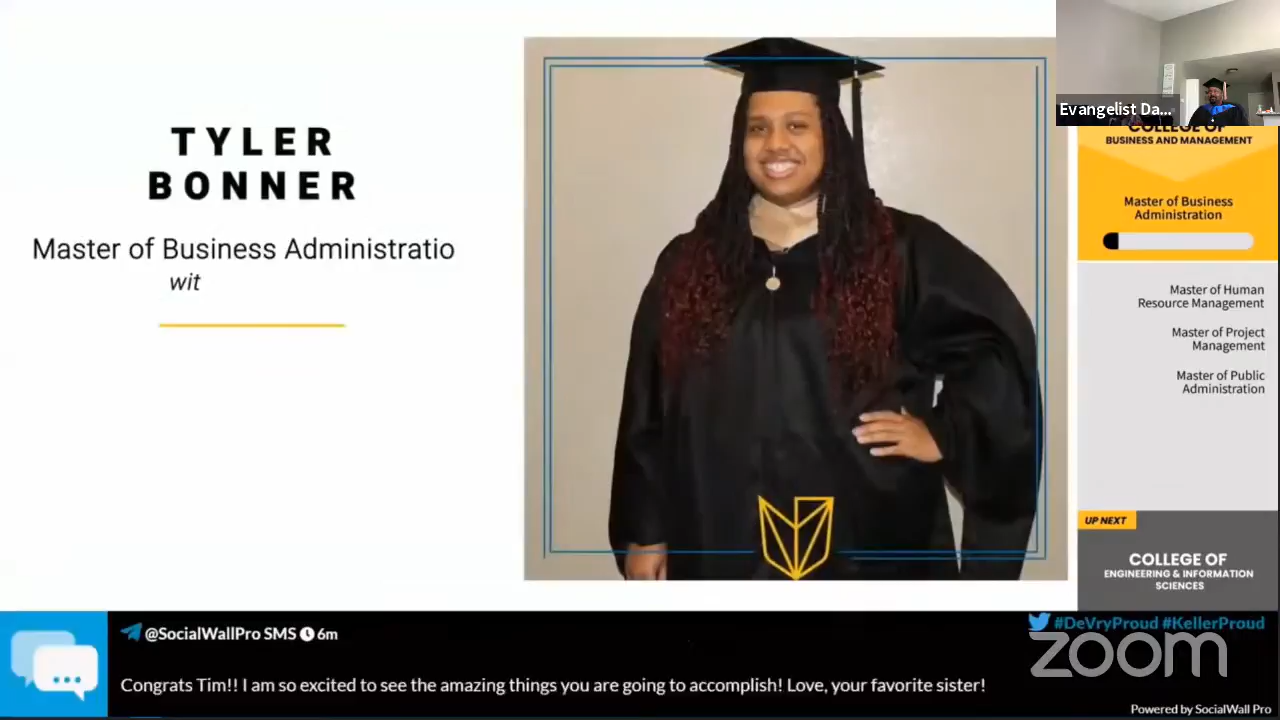 TYLER
BONNER
Master of Business Administratio
wit
Evangelist Da...
COLLEGE OF
BUSINESS AND MANAGEMENT
Master of Business
Administration
Master of Human
Resource Management
Master of Project
Management
Master of Public
Administration
UP NEXT
COLLEGE OF
ENGINEERING & INFORMATION
SCIENCES
@SocialWallPro SMS 6m
#DeVryProud #KellerProud
zoom
Congrats Tim!! I am so excited to see the amazing things you are going to accomplish! Love, your favorite sister!
Powered by SocialWall Pro